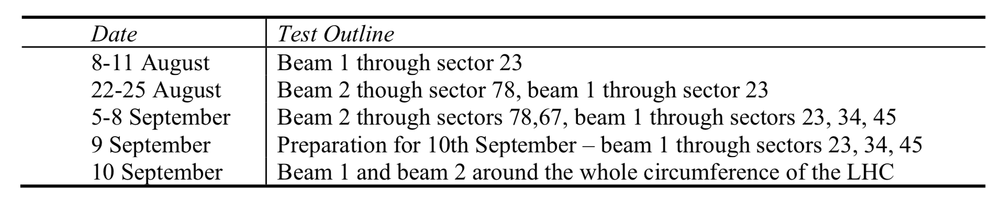 Date Test Outline
8-11 August Beam 1 through sector 23
22-25 August Beam 2 though sector 78, beam 1 through sector 23
5-8 September Beam 2 through sectors 78,67, beam 1 through sectors 23, 34, 45
9 September Preparation for 10th September – beam 1 through sectors 23, 34, 45
10 September Beam 1 and beam 2 around the whole circumference of the LHC